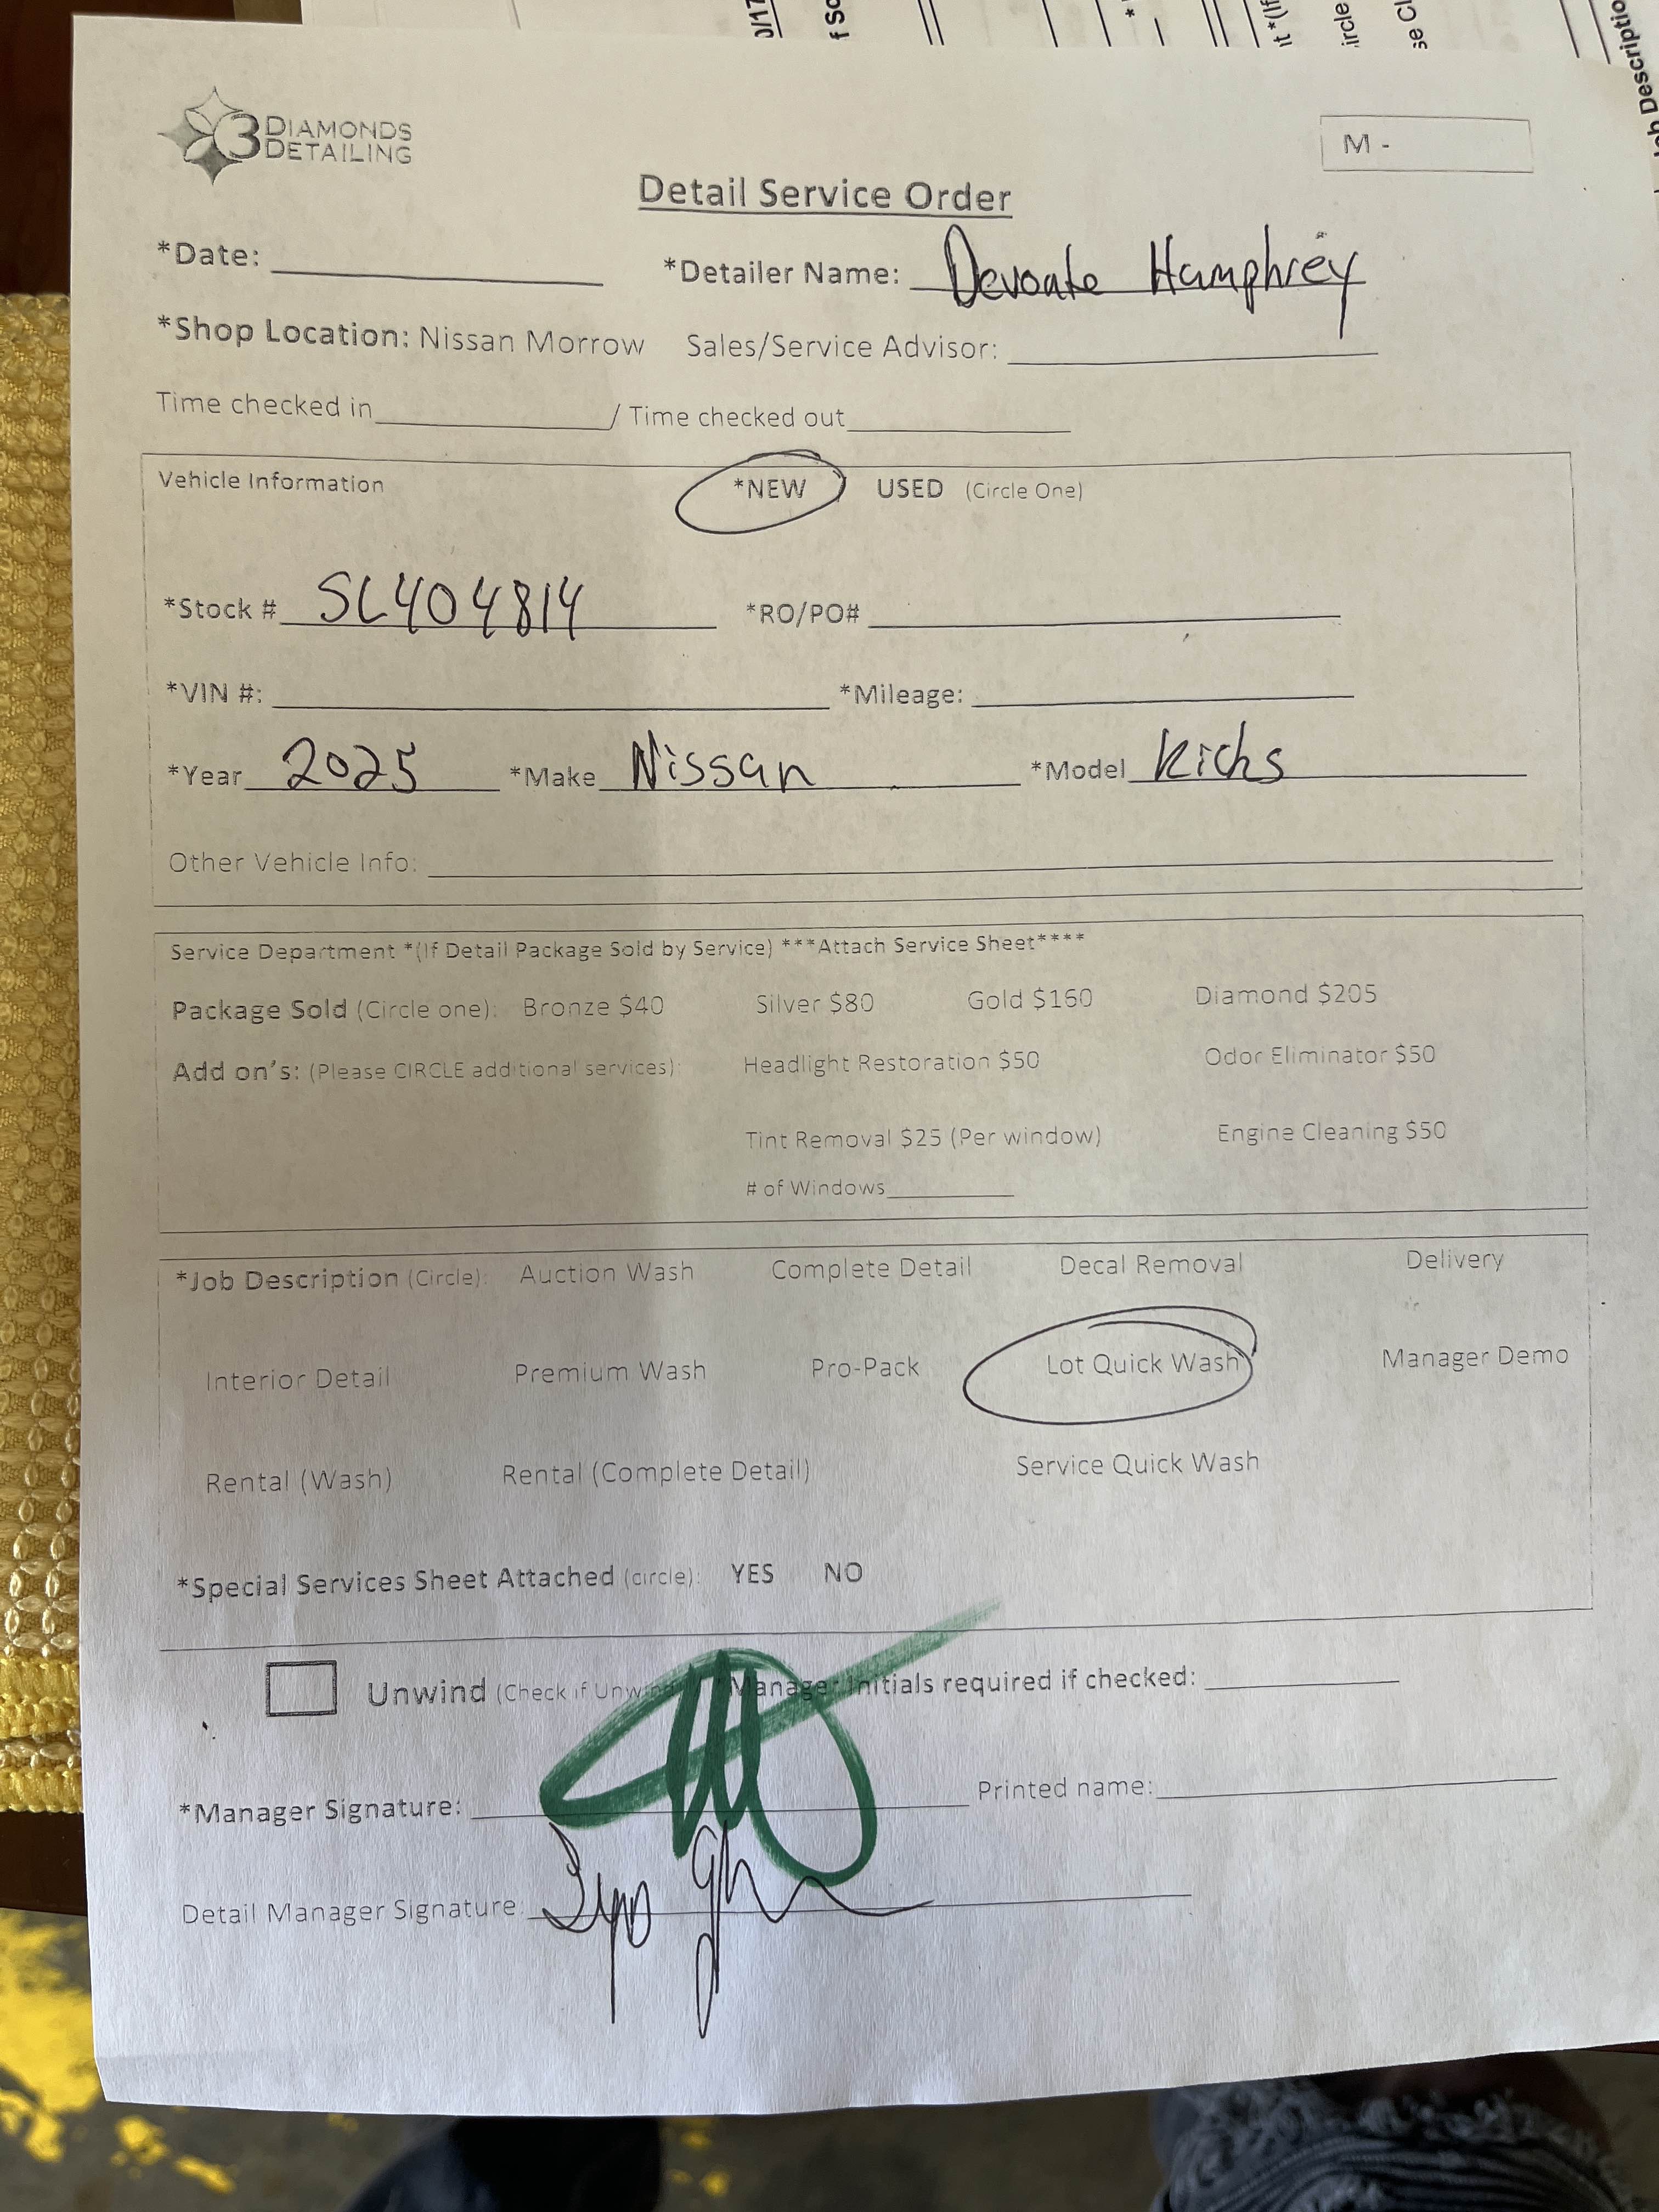 3 DIAMONDS
DETAILING
M -
Detail Service Order
*Date: *Detailer Name: Devonte Humphrey
*Shop Location: Nissan Morrow Sales/Service Advisor:
Time checked in / Time checked out
Vehicle Information *NEW USED (Circle One)
*Stock # SL404814 *RO/PO#
*VIN #: *Mileage:
*Year 2025 *Make Nissan *Model Kicks
Other Vehicle Info:
Service Department *(If Detail Package Sold by Service) ***Attach Service Sheet****
Package Sold (Circle one): Bronze $40 Silver $80 Gold $160 Diamond $205
Add on's: (Please CIRCLE additional services): Headlight Restoration $50 Odor Eliminator $50
Tint Removal $25 (Per window) Engine Cleaning $50
# of Windows
*Job Description (Circle): Auction Wash Complete Detail Decal Removal Delivery
Interior Detail Premium Wash Pro-Pack Lot Quick Wash Manager Demo
Rental (Wash) Rental (Complete Detail) Service Quick Wash
*Special Services Sheet Attached (circle): YES NO
Unwind (Check if Unwind) Manager Initials required if checked:
*Manager Signature: Printed name:
Detail Manager Signature: